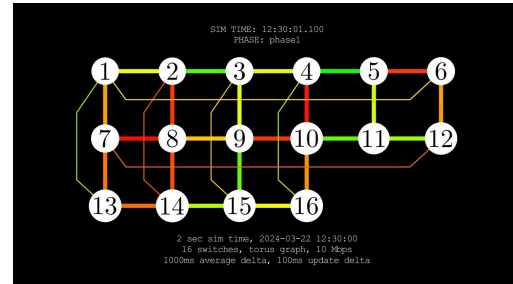 SIM TIME: 12:30:01.100
PHASE: phase1
1 2 3 4 5 6
7 8 9 10 11 12
13 14 15 16
2 sec sim time, 2024-03-22 12:30:00
16 switches, torus graph, 10 Mbps
1000ms average delta, 100ms update delta